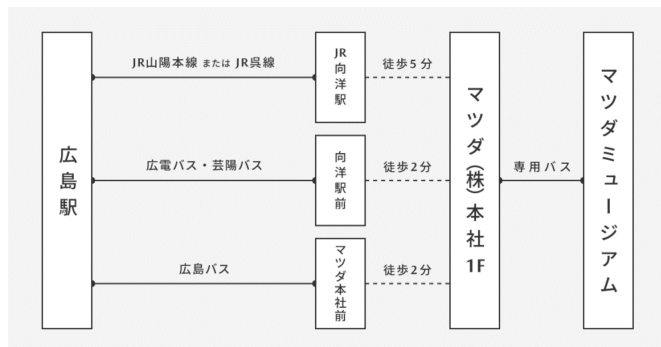 広島駅
JR山陽本線 または JR呉線
JR向洋駅
徒歩5分
広電バス・芸陽バス
向洋駅前
徒歩2分
広島バス
マツダ本社前
徒歩2分
マツダ(株)本社1F
専用バス
マツダミュージアム